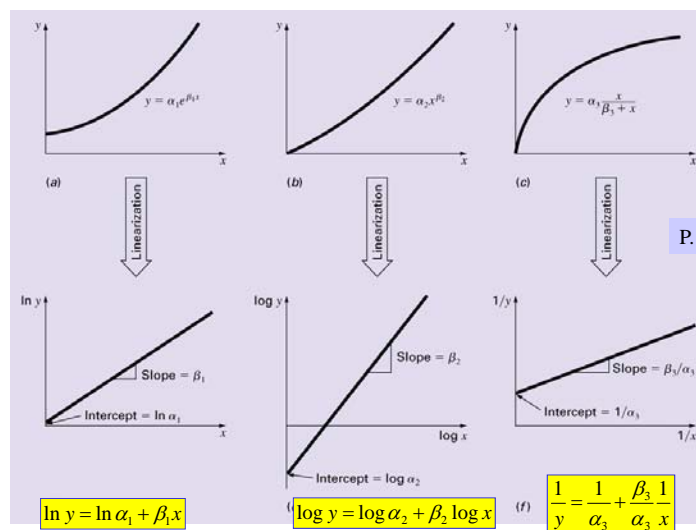 y
y = α₁e^{β₁x}
x
(a)
Linearization
y
y = α₂x^{β₂}
x
(b)
Linearization
y
y = α₃ x/(β₃ + x)
x
(c)
Linearization
P.
ln y
Slope = β₁
Intercept = ln α₁
x
ln y = ln α₁ + β₁x
log y
Slope = β₂
log x
Intercept = log α₂
(
log y = log α₂ + β₂ log x
1/y
Slope = β₃/α₃
Intercept = 1/α₃
1/x
(f)
1/y = 1/α₃ + β₃/α₃ 1/x